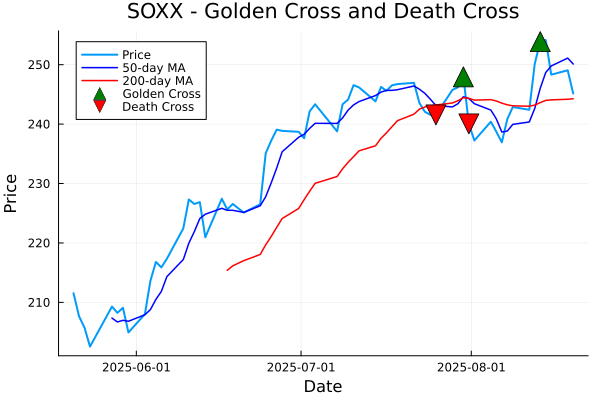 SOXX - Golden Cross and Death Cross
Price
50-day MA
200-day MA
Golden Cross
Death Cross
250
240
230
220
210
Price
2025-06-01
2025-07-01
2025-08-01
Date